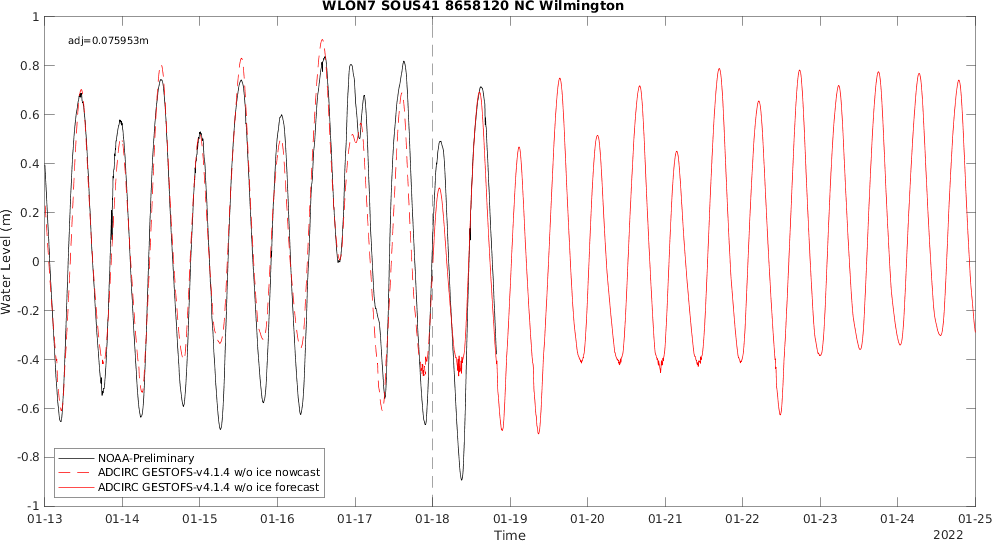 WLON7 SOUS41 8658120 NC Wilmington
adj=0.075953m
Water Level (m)
1
0.8
0.6
0.4
0.2
0
-0.2
-0.4
-0.6
-0.8
-1
NOAA-Preliminary
ADCIRC GESTOFS-v4.1.4 w/o ice nowcast
ADCIRC GESTOFS-v4.1.4 w/o ice forecast
01-13 01-14 01-15 01-16 01-17 01-18 01-19 01-20 01-21 01-22 01-23 01-24 01-25
Time
2022